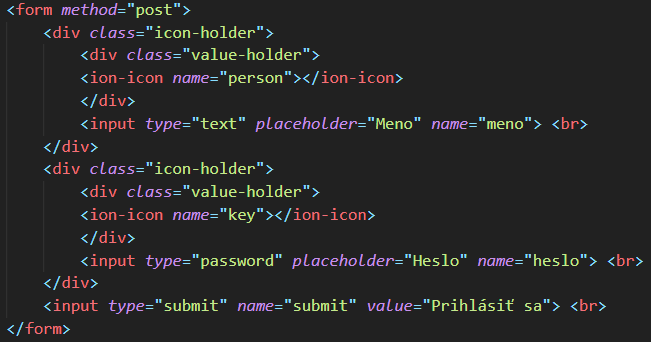 <form method="post">
<div class="icon-holder">
<div class="value-holder">
<ion-icon name="person"></ion-icon>
</div>
<input type="text" placeholder="Meno" name="meno"> <br>
</div>
<div class="icon-holder">
<div class="value-holder">
<ion-icon name="key"></ion-icon>
</div>
<input type="password" placeholder="Heslo" name="heslo"> <br>
</div>
<input type="submit" name="submit" value="Prihlásiť sa"> <br>
</form>